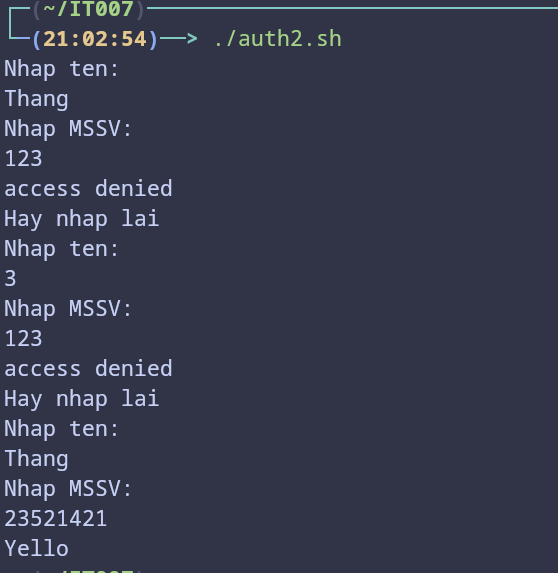 (~/IT007)
(21:02:54)——> ./auth2.sh
Nhap ten:
Thang
Nhap MSSV:
123
access denied
Hay nhap lai
Nhap ten:
3
Nhap MSSV:
123
access denied
Hay nhap lai
Nhap ten:
Thang
Nhap MSSV:
23521421
Yello